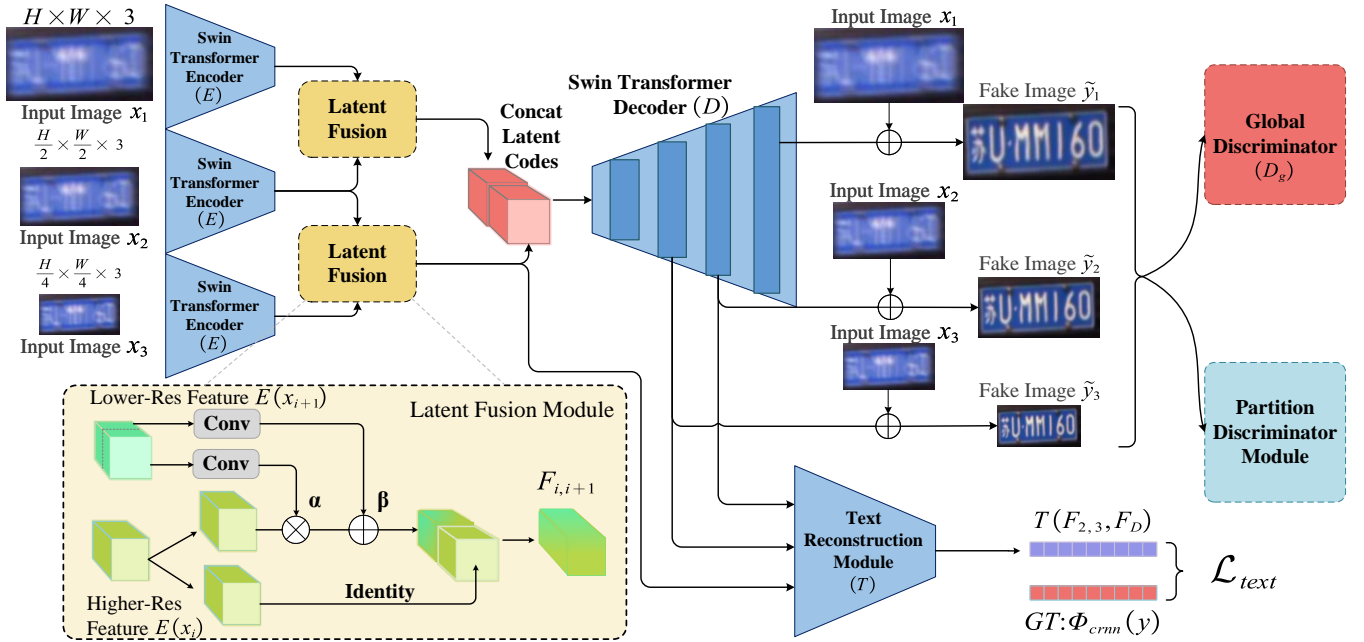 H × W × 3
Input Image x₁
H/2 × W/2 × 3
Input Image x₂
H/4 × W/4 × 3
Input Image x₃
Swin
Transformer
Encoder
(E)
Swin
Transformer
Encoder
(E)
Swin
Transformer
Encoder
(E)
Latent
Fusion
Latent
Fusion
Concat
Latent
Codes
Swin Transformer
Decoder (D)
Input Image x₁
Input Image x₂
Input Image x₃
Fake Image ỹ₁
苏U·MM160
Fake Image ỹ₂
苏U·MM160
Fake Image ỹ₃
苏U·MM160
Global
Discriminator
(D_g)
Partition
Discriminator
Module
Lower-Res Feature E(x_{i+1})
Latent Fusion Module
Conv
Conv
α
β
F_{i,i+1}
Identity
Higher-Res
Feature E(x_i)
Text
Reconstruction
Module
(T)
T(F_{2,3}, F_D)
GT:Φ_{crnn}(y)
ℒ_{text}